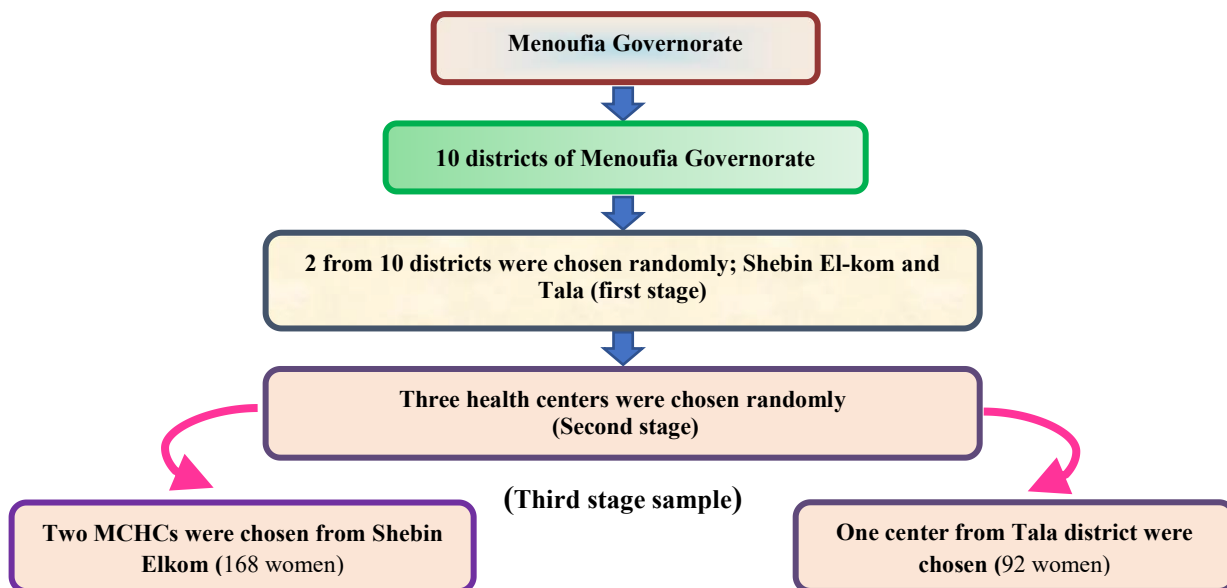 Menoufia Governorate
10 districts of Menoufia Governorate
2 from 10 districts were chosen randomly; Shebin El-kom and
Tala (first stage)
Three health centers were chosen randomly
(Second stage)
(Third stage sample)
Two MCHCs were chosen from Shebin
Elkom (168 women)
One center from Tala district were
chosen (92 women)